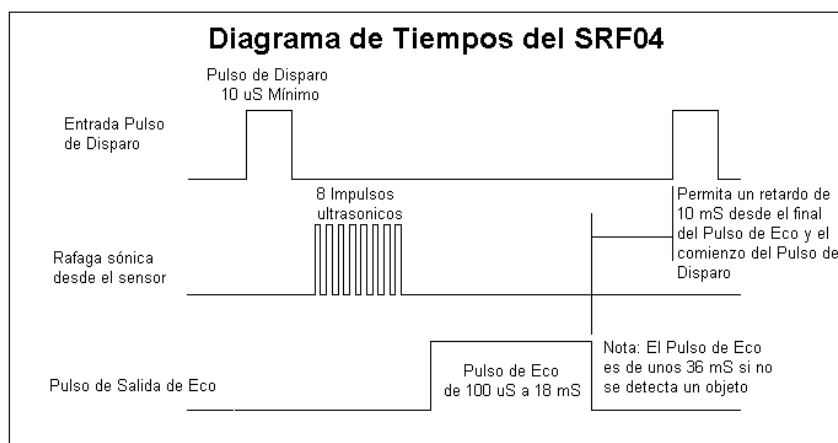 Diagrama de Tiempos del SRF04
Pulso de Disparo
10 uS Mínimo
Entrada Pulso
de Disparo
8 Impulsos
ultrasonicos
Permita un retardo de
10 mS desde el final
del Pulso de Eco y el
comienzo del Pulso de
Disparo
Rafaga sónica
desde el sensor
Pulso de Salida de Eco
Pulso de Eco
de 100 uS a 18 mS
Nota: El Pulso de Eco
es de unos 36 mS si no
se detecta un objeto